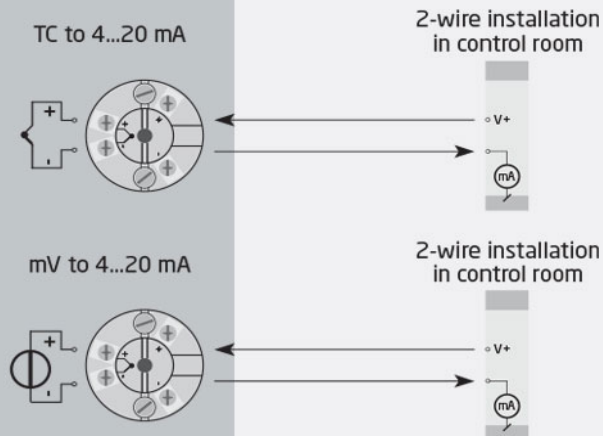 TC to 4...20 mA
2-wire installation
in control room
+
-
+
-
+
-
V+
mA
mV to 4...20 mA
2-wire installation
in control room
+
-
+
-
+
-
V+
mA